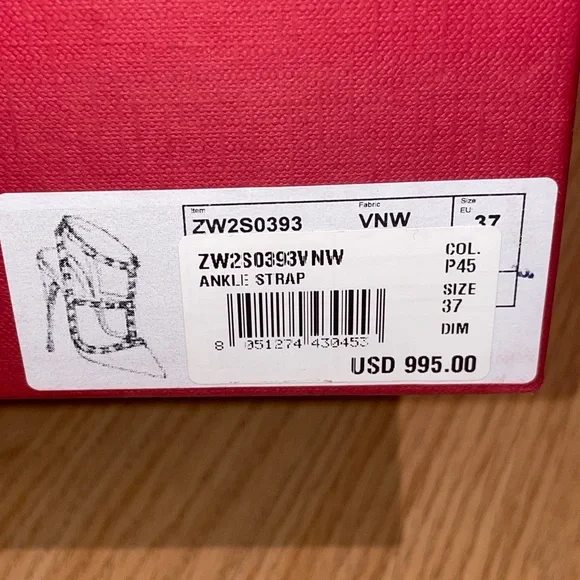 Item Fabric Size
EU
ZW2S0393 VNW 37
ZW2S0393VNW
ANKLE STRAP
COL.
P45
SIZE
37
DIM
8 051274 430453
USD 995.00